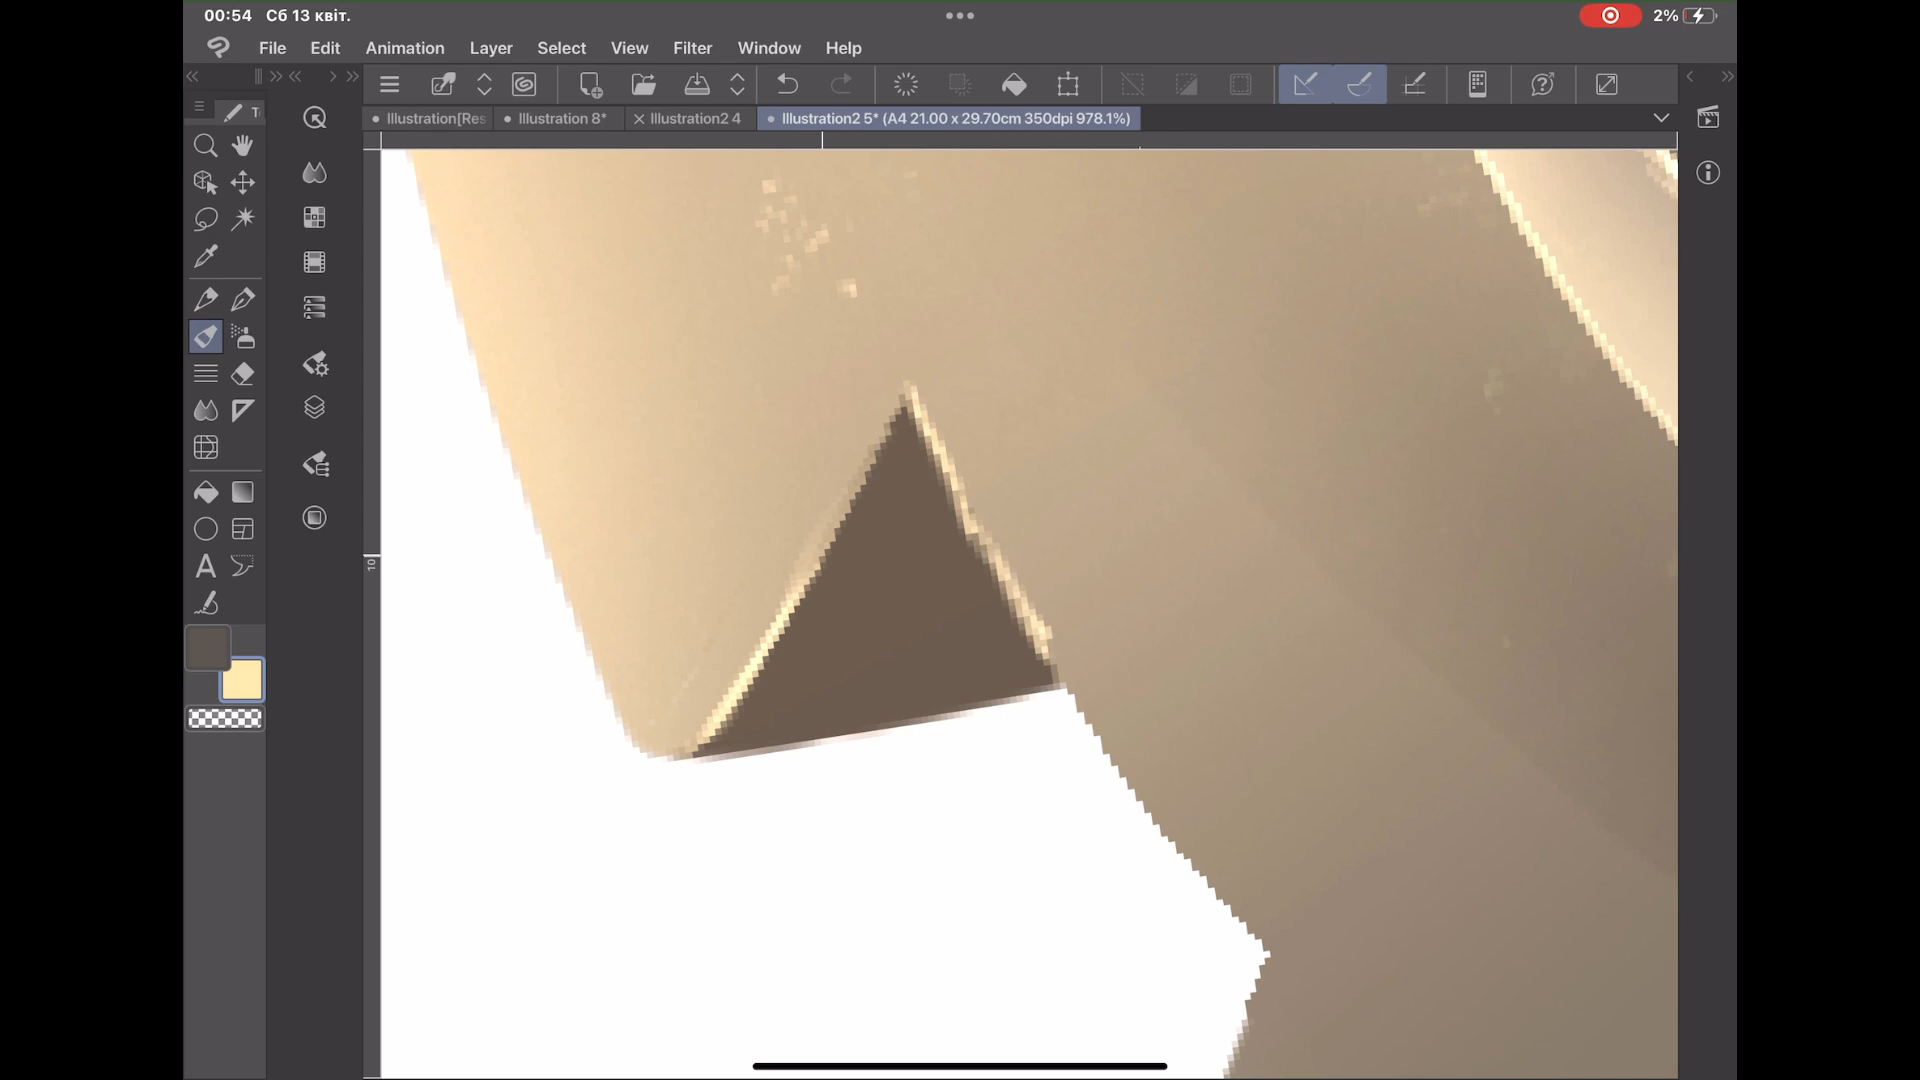 00:54 Сб 13 квіт.
2%
File Edit Animation Layer Select View Filter Window Help
Illustration[Res Illustration 8* Illustration2 4 Illustration2 5* (A4 21.00 x 29.70cm 350dpi 978.1%)
10